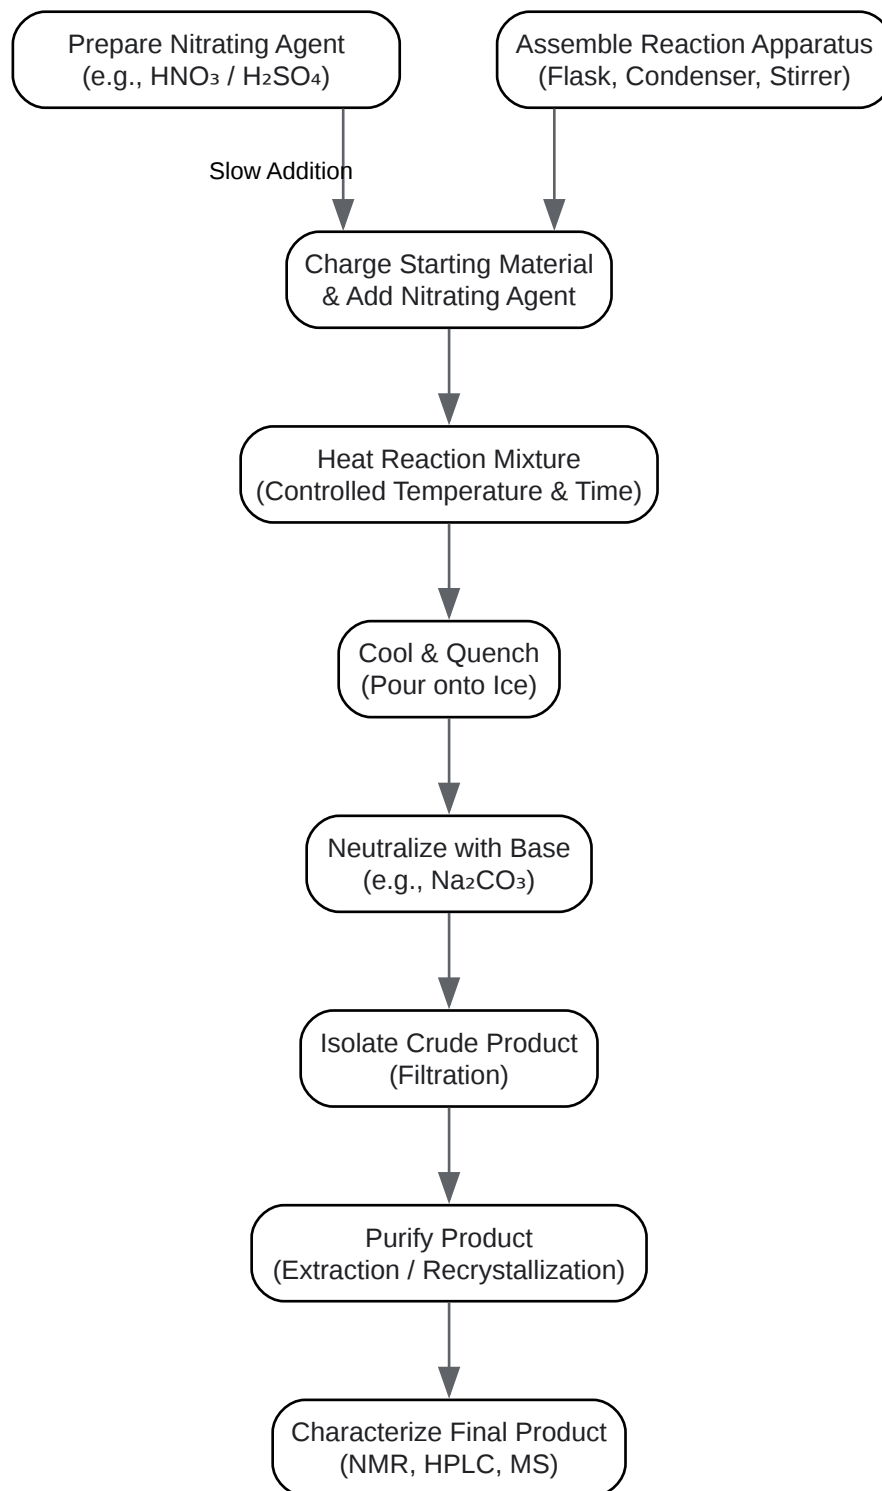 Prepare Nitrating Agent
(e.g., HNO₃ / H₂SO₄)
Assemble Reaction Apparatus
(Flask, Condenser, Stirrer)
Slow Addition
Charge Starting Material
& Add Nitrating Agent
Heat Reaction Mixture
(Controlled Temperature & Time)
Cool & Quench
(Pour onto Ice)
Neutralize with Base
(e.g., Na₂CO₃)
Isolate Crude Product
(Filtration)
Purify Product
(Extraction / Recrystallization)
Characterize Final Product
(NMR, HPLC, MS)